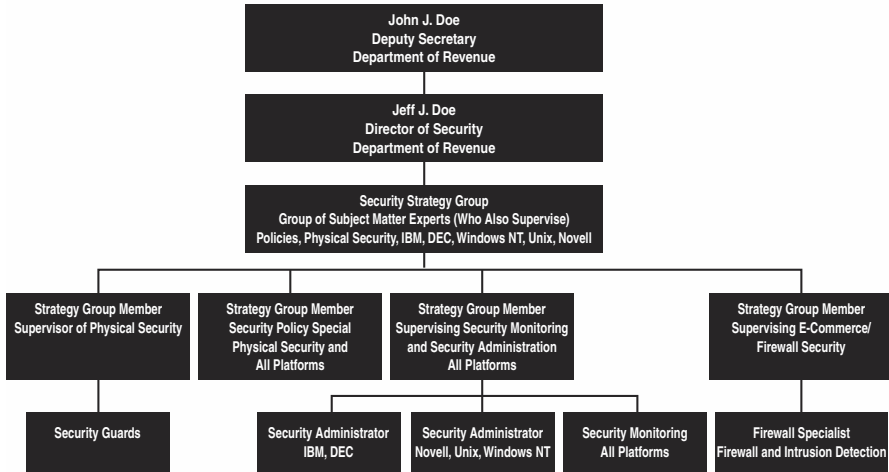 John J. Doe
Deputy Secretary
Department of Revenue
Jeff J. Doe
Director of Security
Department of Revenue
Security Strategy Group
Group of Subject Matter Experts (Who Also Supervise)
Policies, Physical Security, IBM, DEC, Windows NT, Unix, Novell
Strategy Group Member
Supervisor of Physical Security
Strategy Group Member
Security Policy Special
Physical Security and
All Platforms
Strategy Group Member
Supervising Security Monitoring
and Security Administration
All Platforms
Strategy Group Member
Supervising E-Commerce/
Firewall Security
Security Guards
Security Administrator
IBM, DEC
Security Administrator
Novell, Unix, Windows NT
Security Monitoring
All Platforms
Firewall Specialist
Firewall and Intrusion Detection